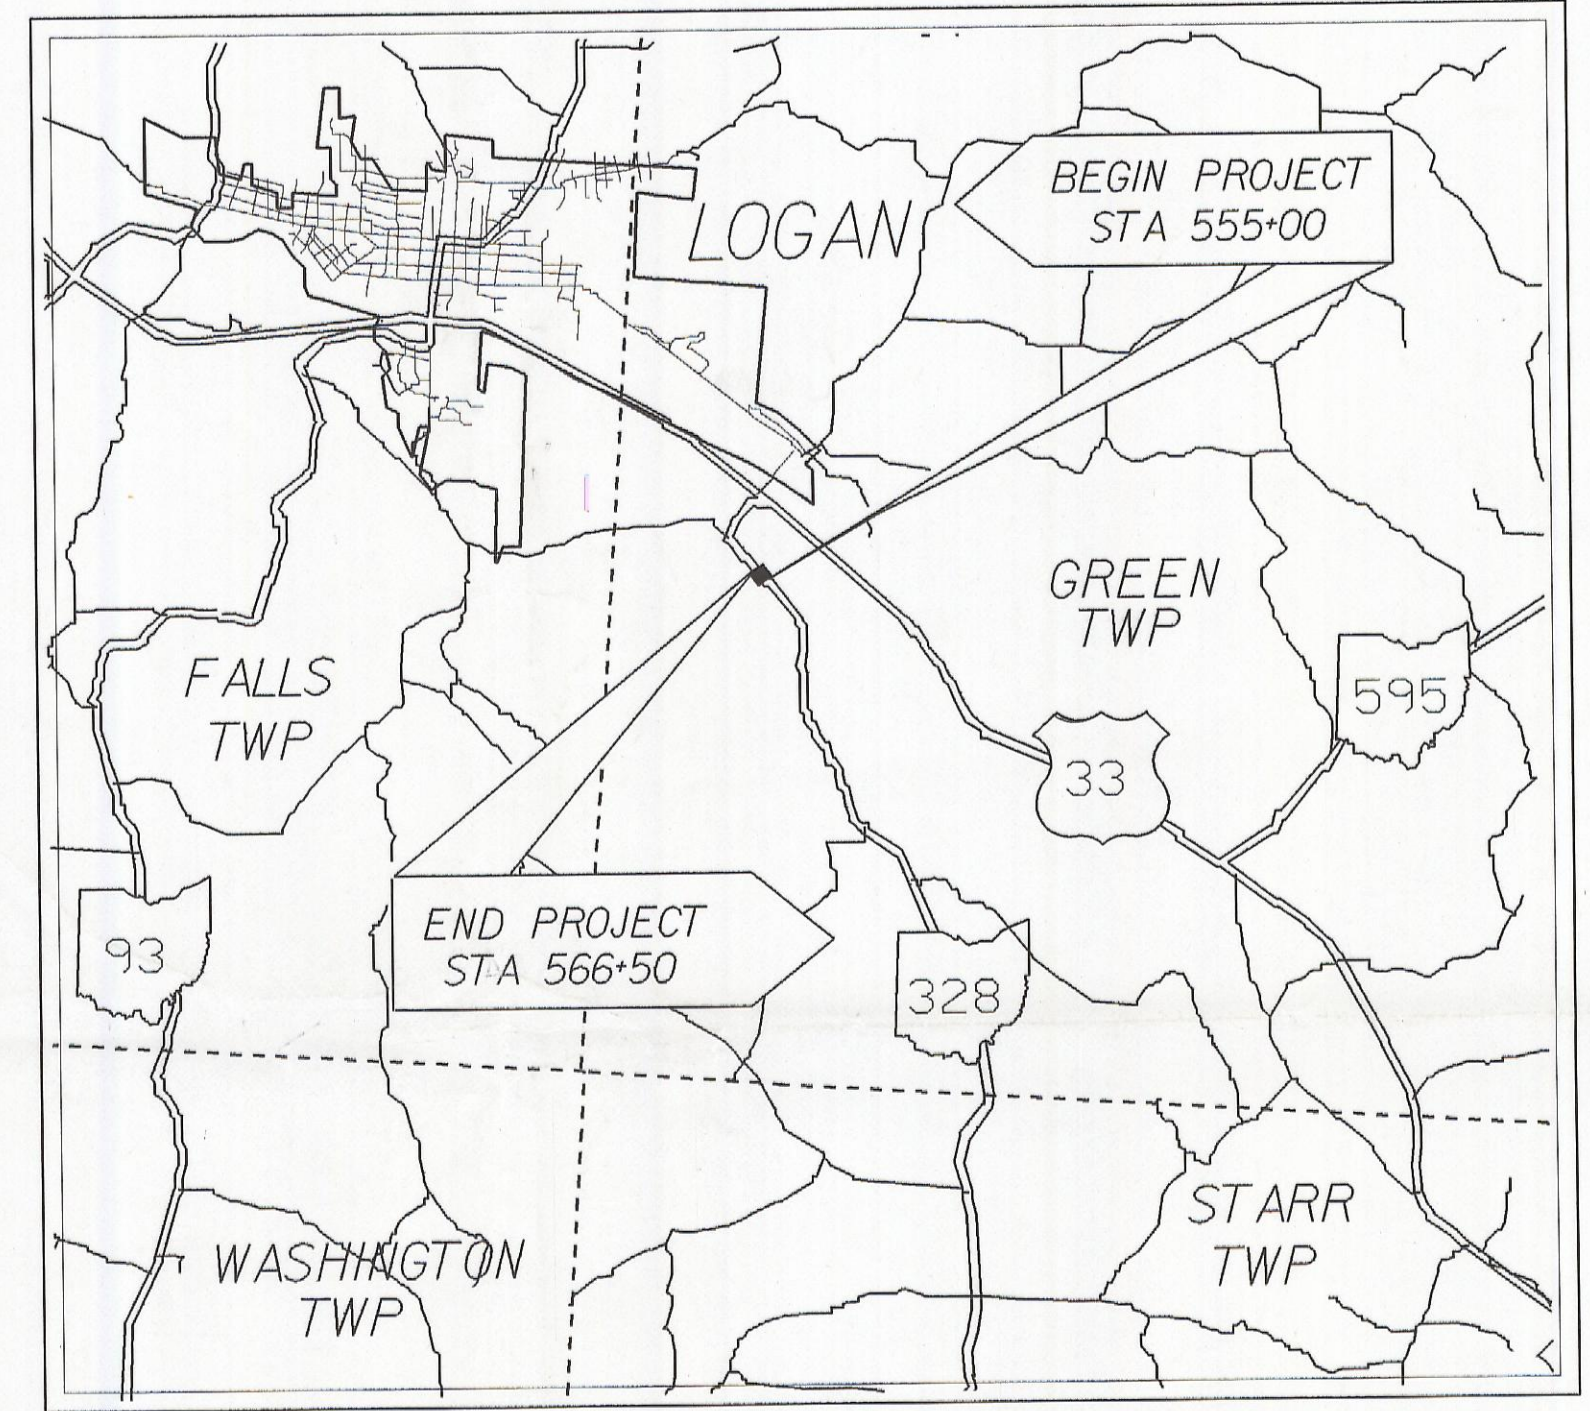 LOGAN
BEGIN PROJECT
STA 555+00
GREEN
TWP
595
FALLS
TWP
33
END PROJECT
STA 566+50
93
328
STARR
TWP
WASHINGTON
TWP